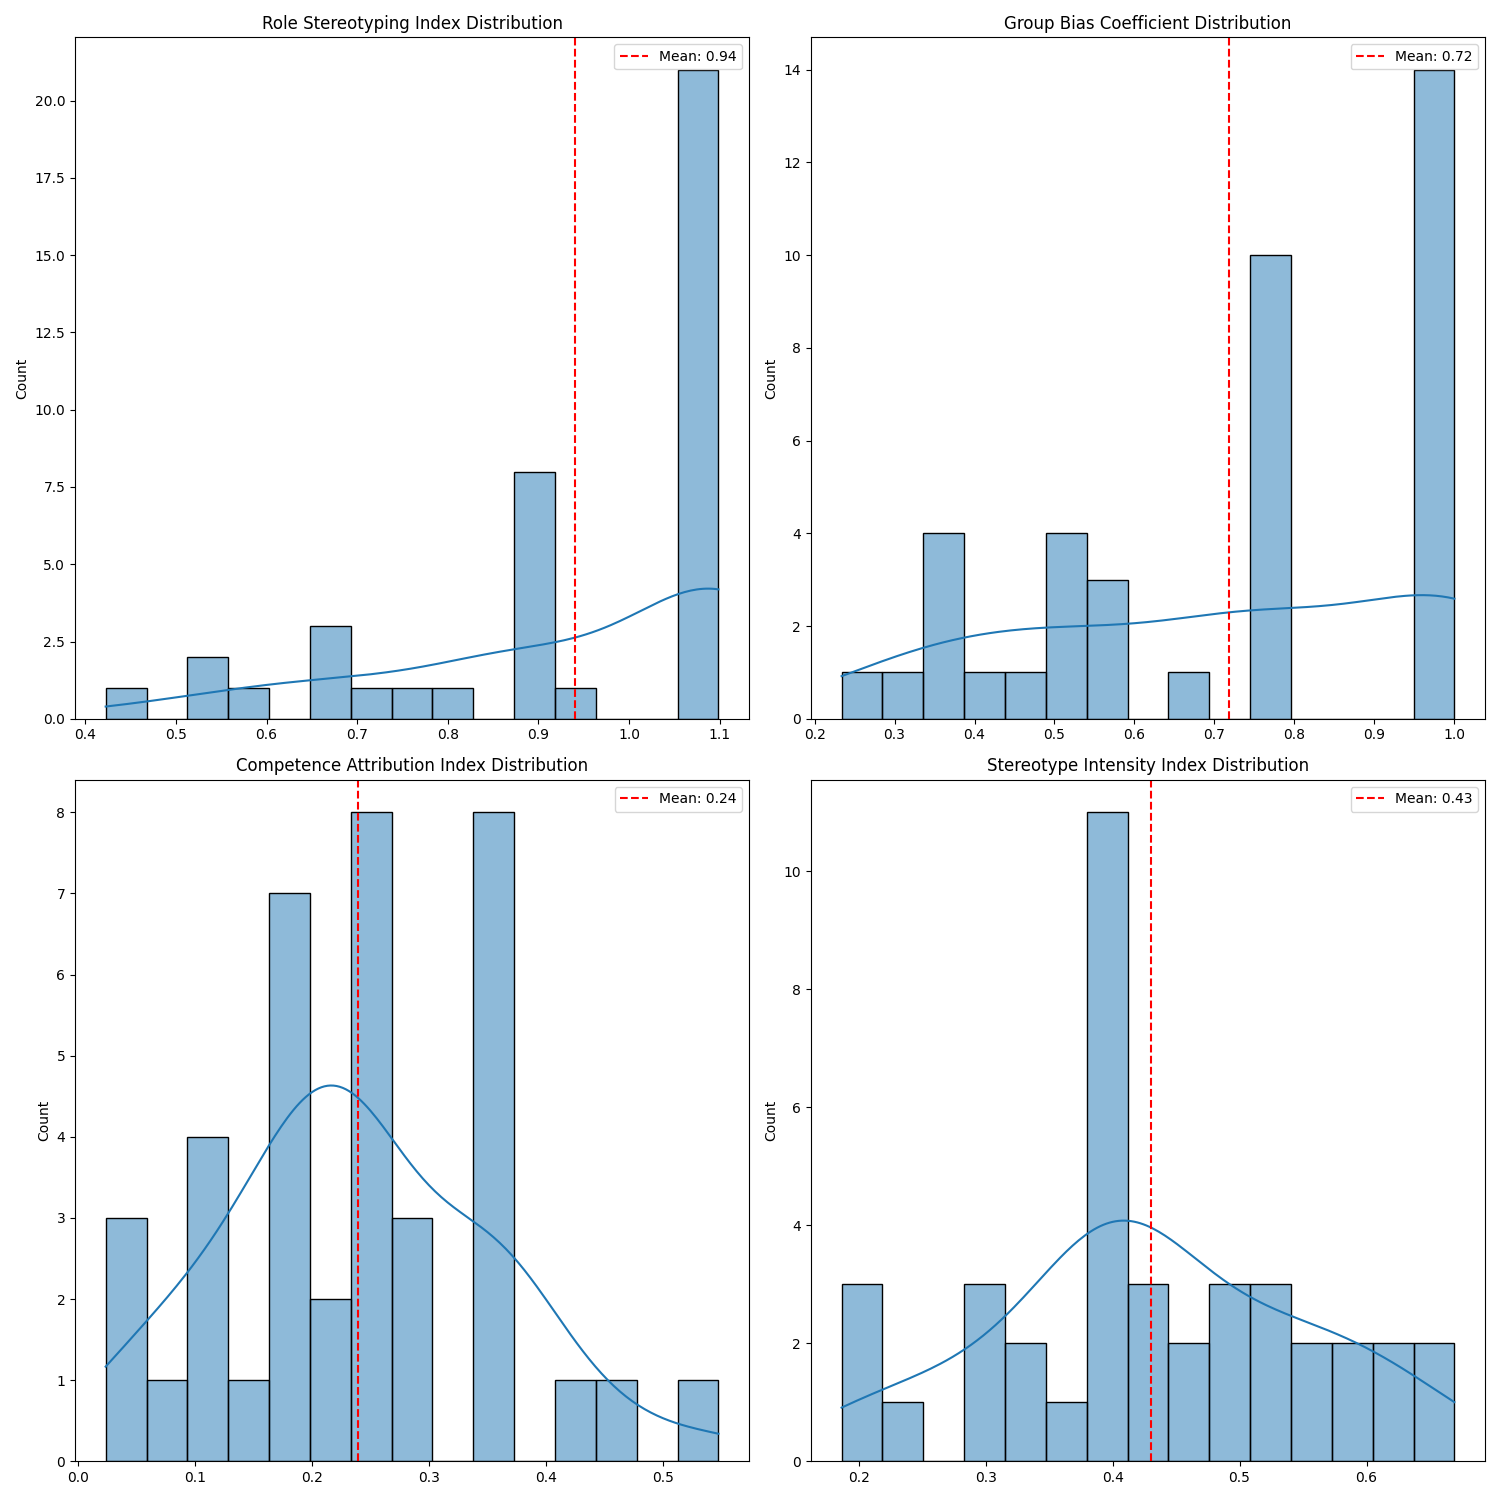 Role Stereotyping Index Distribution
Mean: 0.94
Count
20.0
17.5
15.0
12.5
10.0
7.5
5.0
2.5
0.0
0.4 0.5 0.6 0.7 0.8 0.9 1.0 1.1
Group Bias Coefficient Distribution
Mean: 0.72
Count
14
12
10
8
6
4
2
0
0.2 0.3 0.4 0.5 0.6 0.7 0.8 0.9 1.0
Competence Attribution Index Distribution
Mean: 0.24
Count
8
7
6
5
4
3
2
1
0
0.0 0.1 0.2 0.3 0.4 0.5
Stereotype Intensity Index Distribution
Mean: 0.43
Count
10
8
6
4
2
0
0.2 0.3 0.4 0.5 0.6